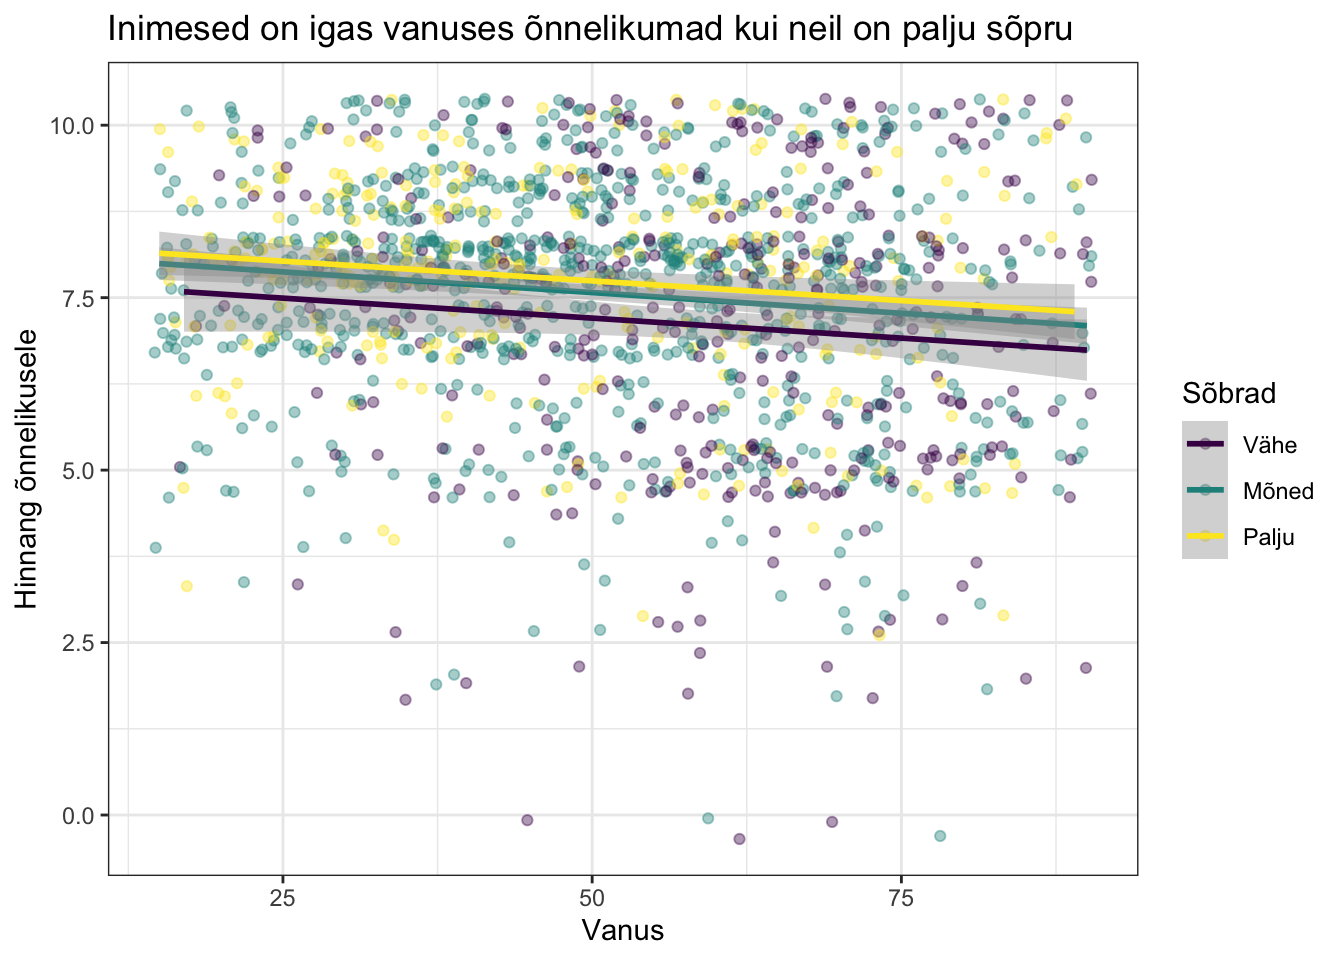 Inimesed on igas vanuses õnnelikumad kui neil on palju sõpru
Hinnang õnnelikusele
10.0
7.5
5.0
2.5
0.0
25
50
75
Vanus
Sõbrad
Vähe
Mõned
Palju